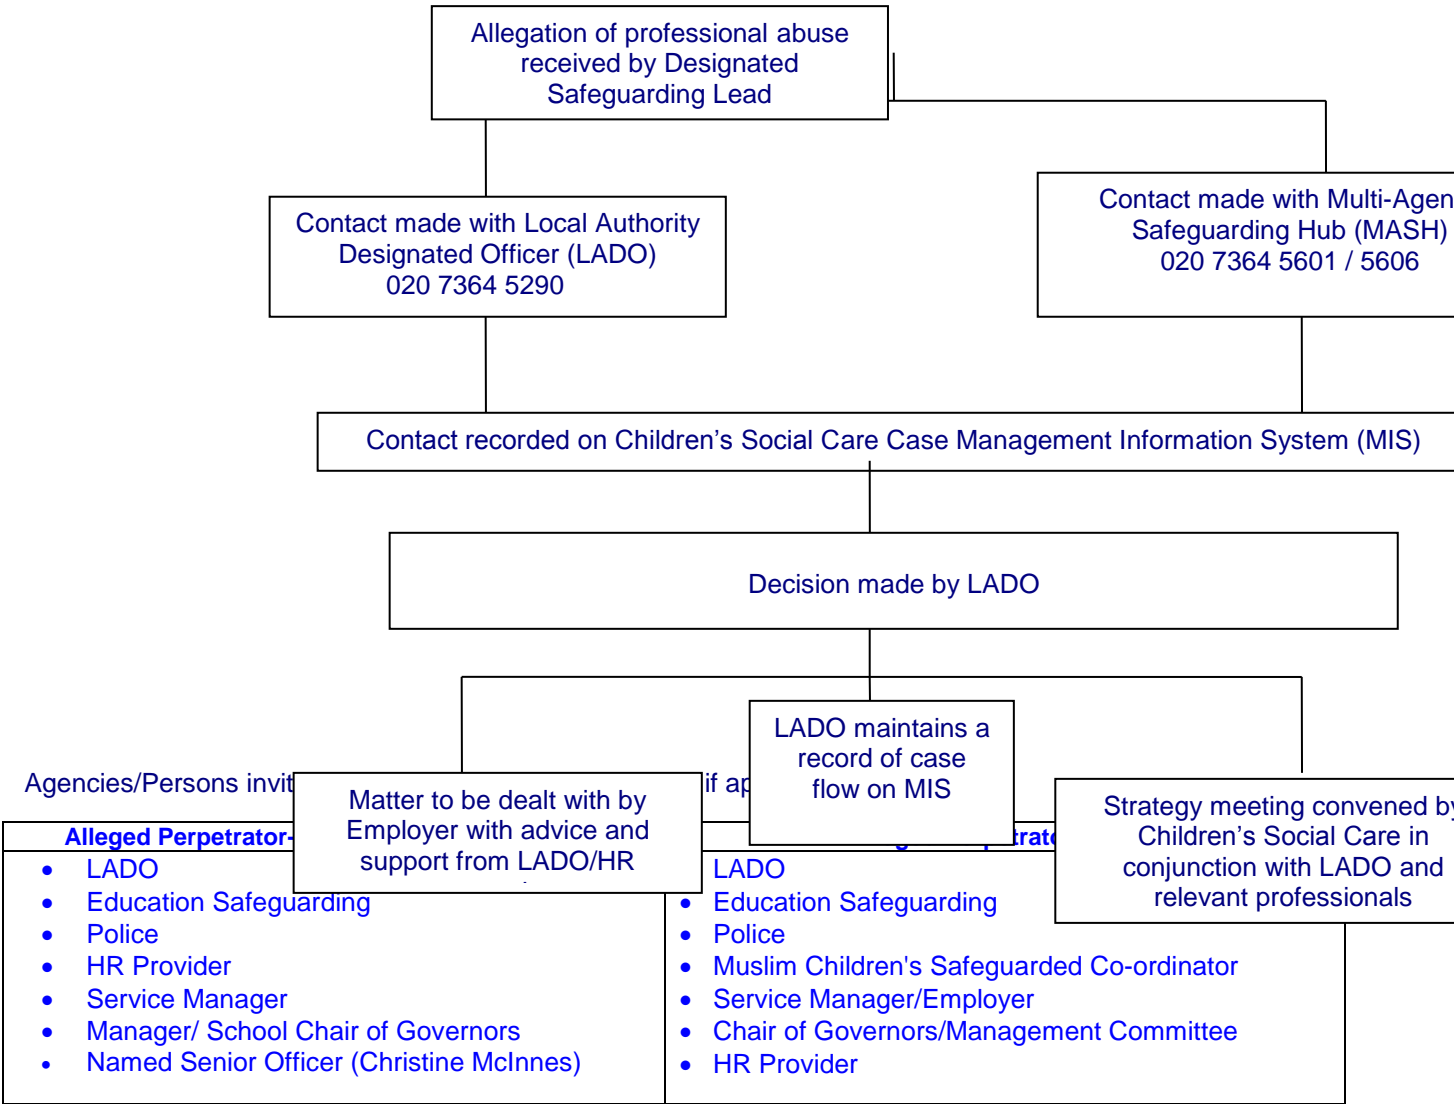 Allegation of professional abuse
received by Designated
Safeguarding Lead
Contact made with Local Authority
Designated Officer (LADO)
020 7364 5290
Contact made with Multi-Agen
Safeguarding Hub (MASH)
020 7364 5601 / 5606
Contact recorded on Children's Social Care Case Management Information System (MIS)
Decision made by LADO
LADO maintains a
record of case
flow on MIS
Matter to be dealt with by
Employer with advice and
support from LADO/HR
Strategy meeting convened by
Children's Social Care in
conjunction with LADO and
relevant professionals
Agencies/Persons invit if ap
Alleged Perpetrator-
• LADO
• Education Safeguarding
• Police
• HR Provider
• Service Manager
• Manager/ School Chair of Governors
• Named Senior Officer (Christine McInnes)
LADO
• Education Safeguarding
• Police
• Muslim Children's Safeguarded Co-ordinator
• Service Manager/Employer
• Chair of Governors/Management Committee
• HR Provider